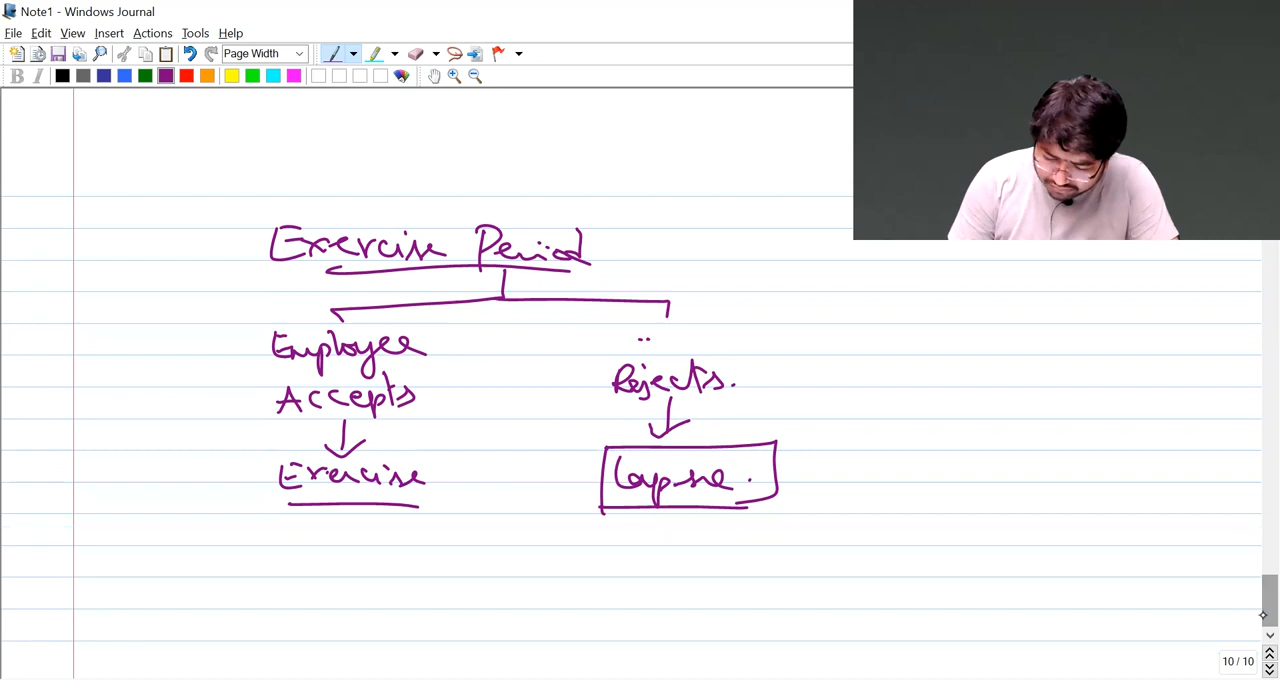 Note1 - Windows Journal
File Edit View Insert Actions Tools Help
Page Width
B I
Exercise Period
Employee "
Accepts Rejects.
Exercise Lapse.
10 / 10